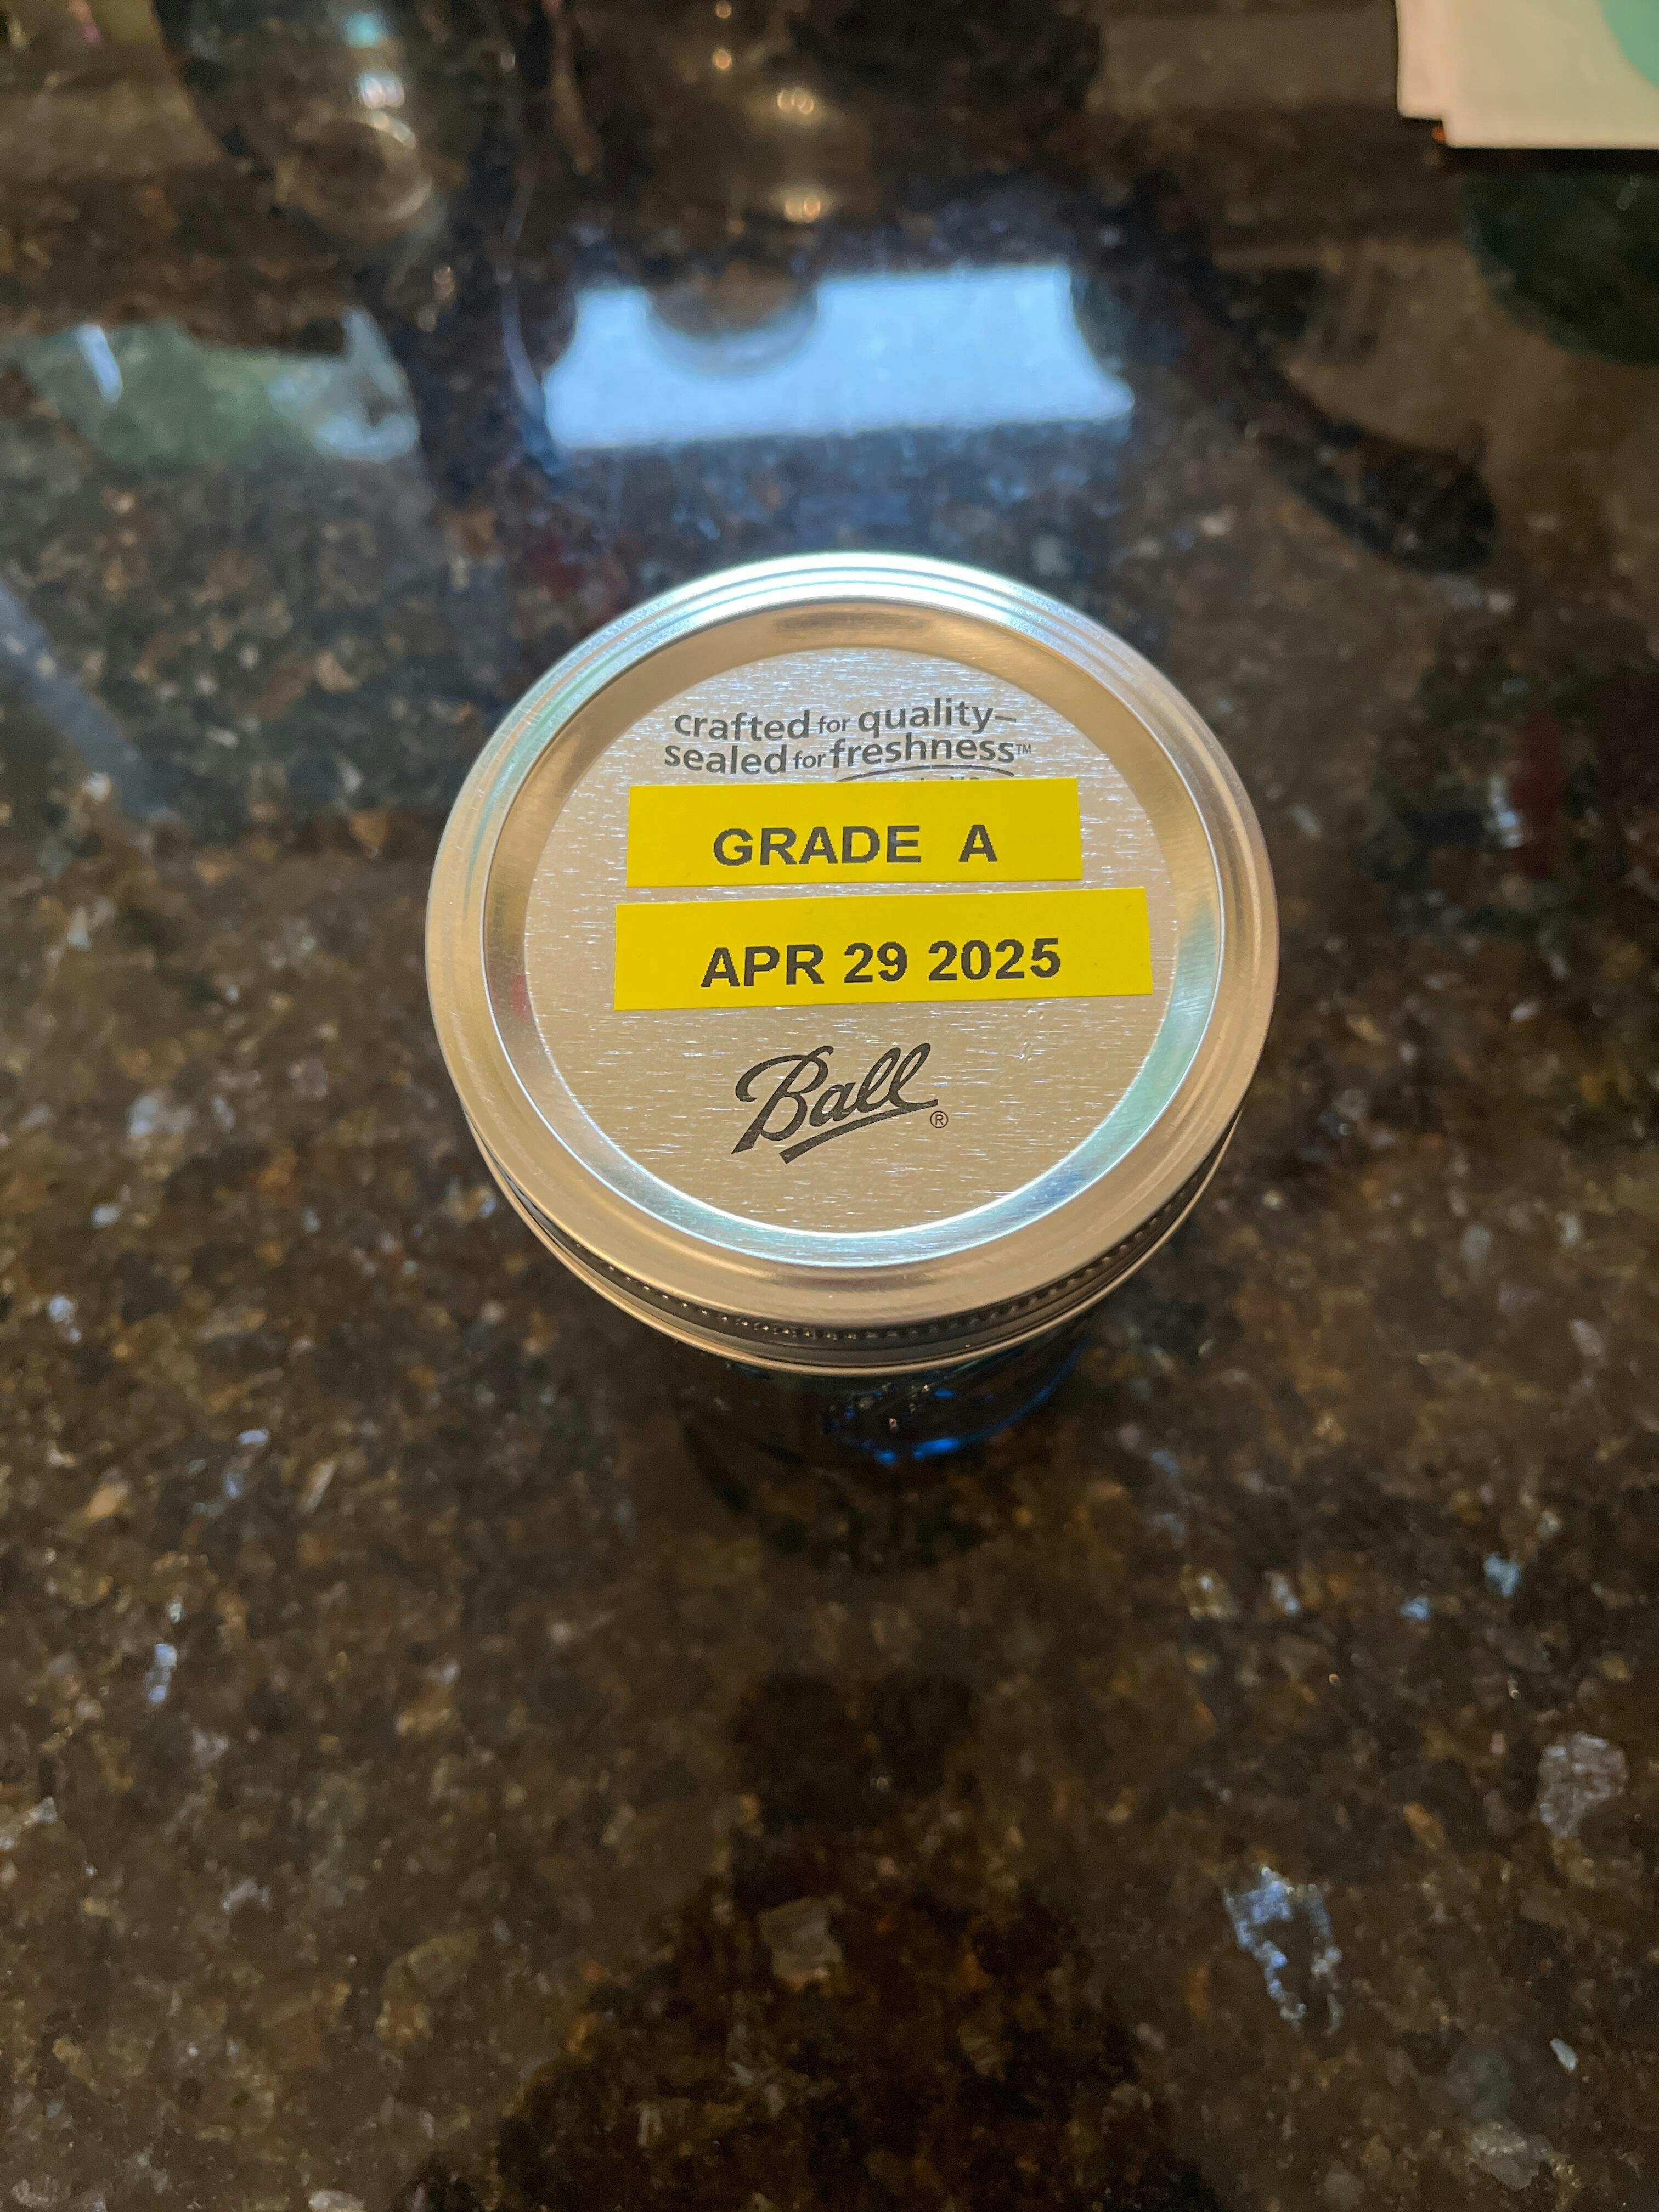 crafted for quality–
sealed for freshness™
GRADE A
APR 29 2025
Ball®